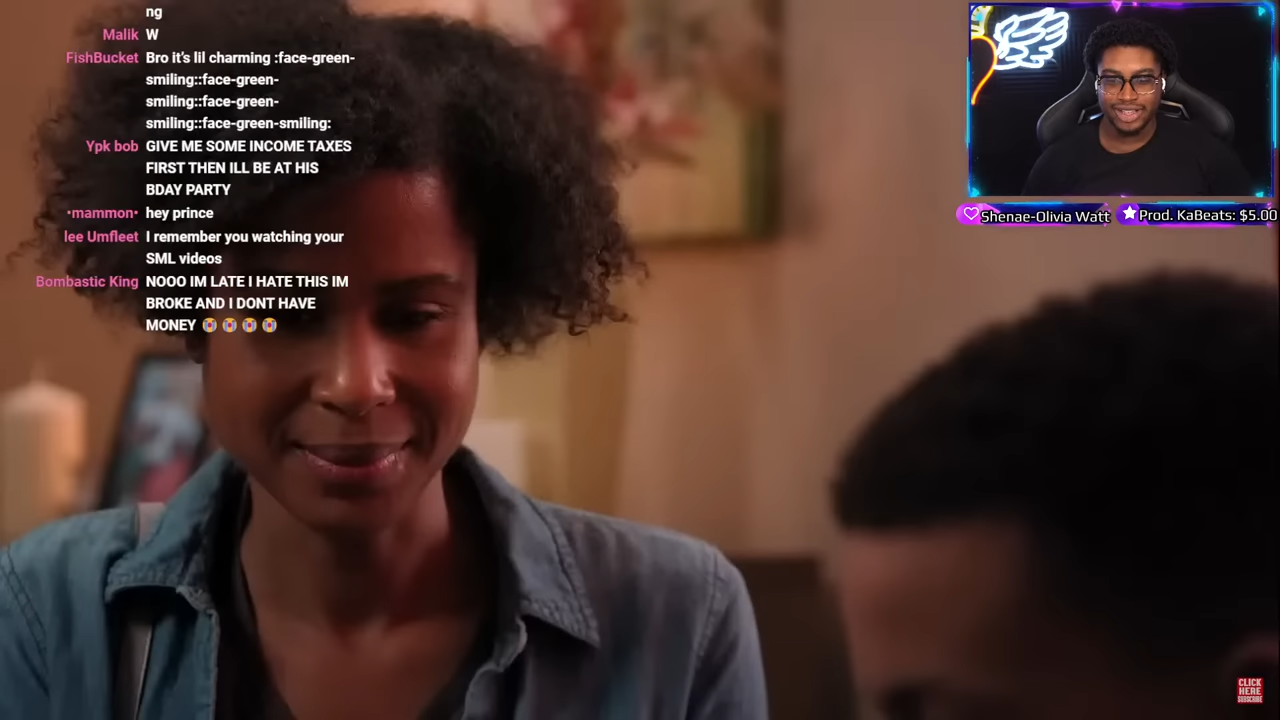 ng
Malik W
FishBucket Bro it's lil charming :face-green-
smiling::face-green-
smiling::face-green-
smiling::face-green-smiling:
Ypk bob GIVE ME SOME INCOME TAXES
FIRST THEN ILL BE AT HIS
BDAY PARTY
•mammon• hey prince
lee Umfleet I remember you watching your
SML videos
Bombastic King NOOO IM LATE I HATE THIS IM
BROKE AND I DONT HAVE
MONEY 😭 😭 😭 😭
Shenae-Olivia Watt
Prod. KaBeats: $5.00
CLICK
HERE
SUBSCRIBE